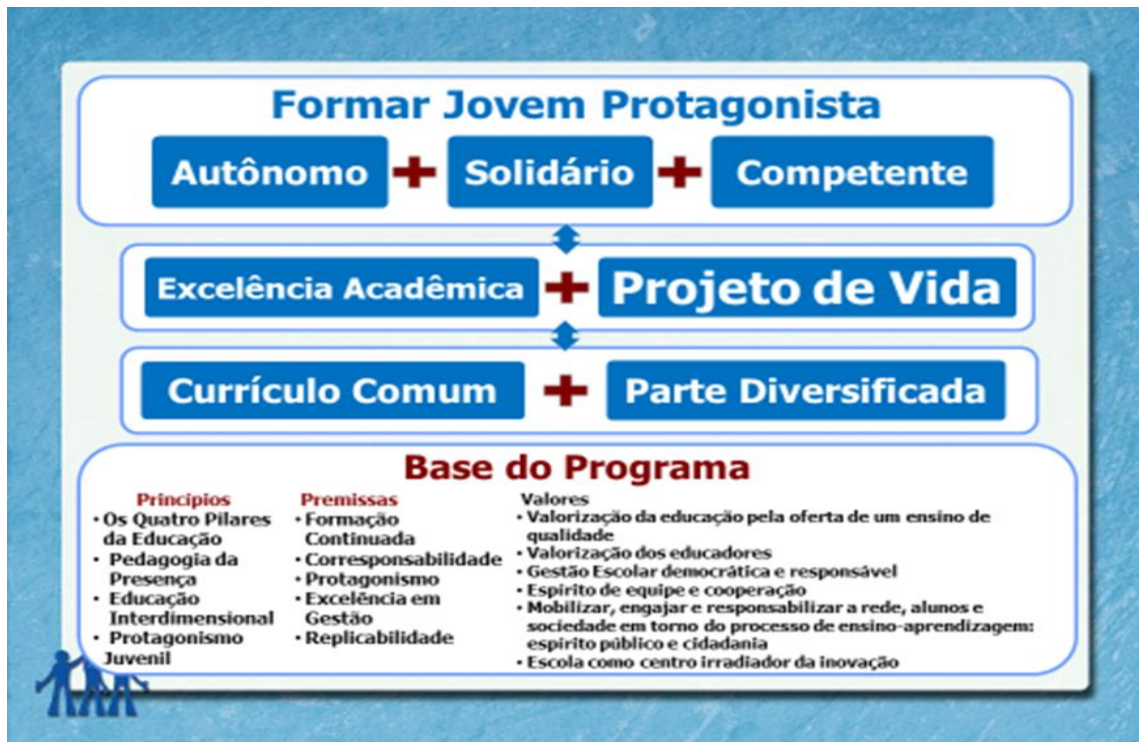 Formar Jovem Protagonista
Autônomo + Solidário + Competente
Excelência Acadêmica + Projeto de Vida
Currículo Comum + Parte Diversificada
Base do Programa
Princípios
• Os Quatro Pilares
da Educação
• Pedagogia da
Presença
• Educação
Interdimensional
• Protagonismo
Juvenil
Premissas
• Formação
Continuada
• Corresponsabilidade
• Protagonismo
• Excelência em
Gestão
• Replicabilidade
Valores
• Valorização da educação pela oferta de um ensino de
qualidade
• Valorização dos educadores
• Gestão Escolar democrática e responsável
• Espírito de equipe e cooperação
• Mobilizar, engajar e responsabilizar a rede, alunos e
sociedade em torno do processo de ensino-aprendizagem:
espírito público e cidadania
• Escola como centro irradiador da inovação